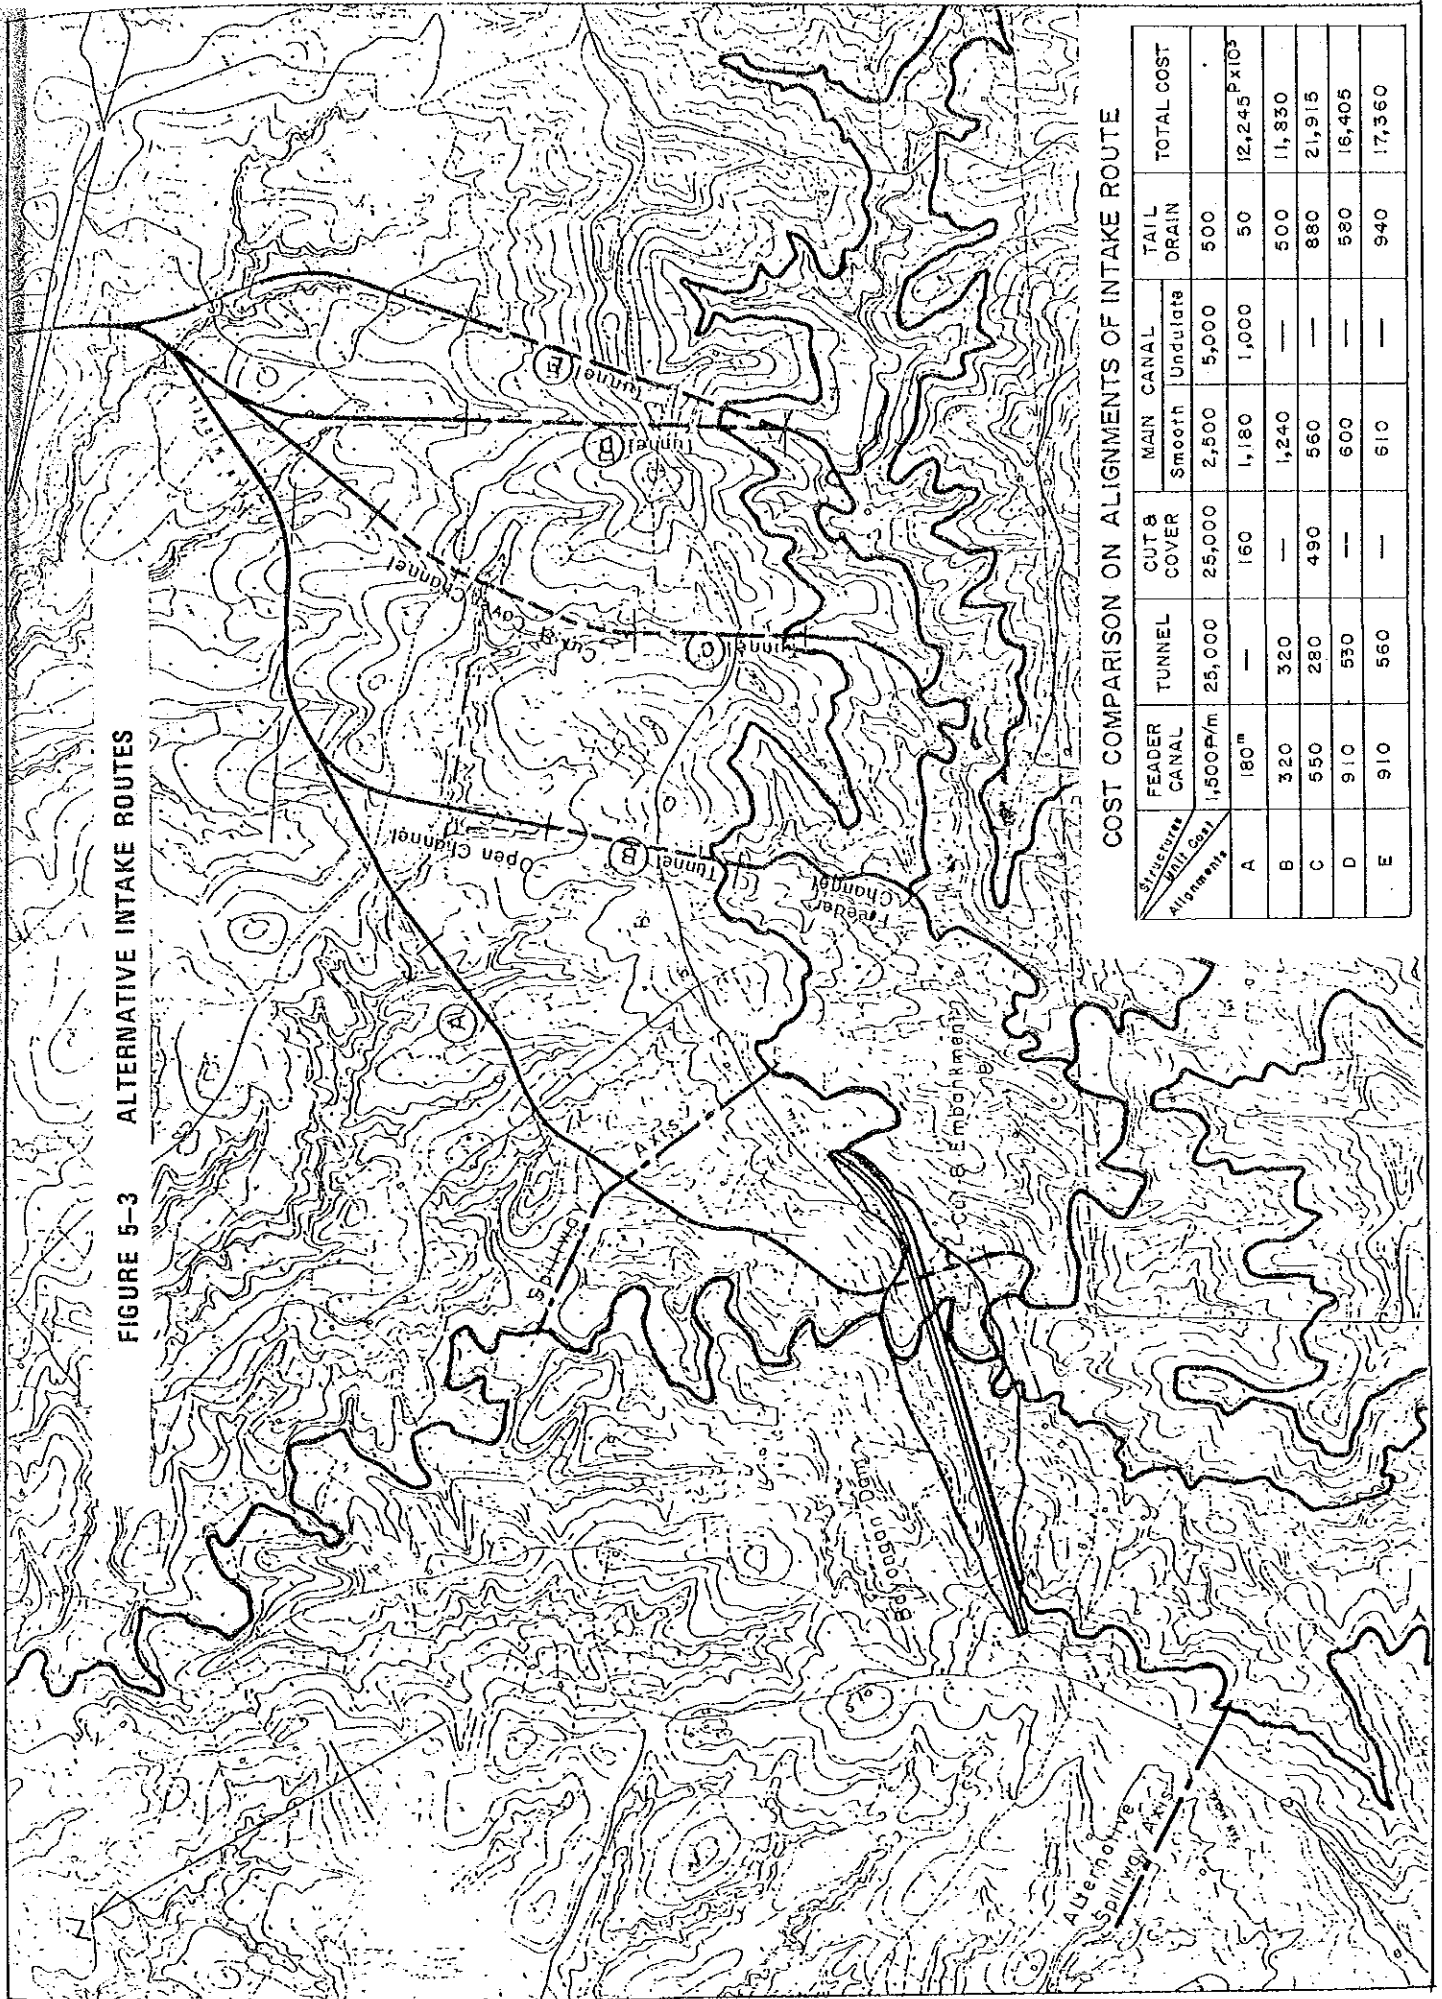 FIGURE 5-3 ALTERNATIVE INTAKE ROUTES
A
Spillway Axis
Open Channel
B
Tunnel
Feeder Channel
Channel
Cut & Cover
C
Tunnel
D
Tunnel
E
Tunnel
Cut & Embankment
Bayongan Dam
Alternative
Spillway Axis
COST COMPARISON ON ALIGNMENTS OF INTAKE ROUTE
Structures Unit Cost Alignments FEEDER CANAL TUNNEL CUT & COVER MAIN CANAL Smooth Undulate TAIL DRAIN TOTAL COST
1,500P/m 25,000 25,000 2,500 5,000 500
A 180m — 160 1,180 1,000 50 12,245 P×10³
B 320 320 — 1,240 — 500 11,830
C 550 280 490 560 — 880 21,915
D 910 530 — 600 — 580 16,405
E 910 560 — 610 — 940 17,360